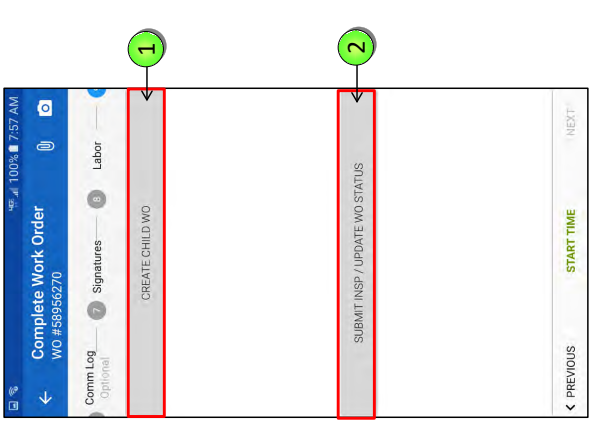 4G 100% 7:57 AM
Complete Work Order
WO #58956270
Comm Log
Optional
7 Signatures
8 Labor
CREATE CHILD WO
1
SUBMIT INSP / UPDATE WO STATUS
2
PREVIOUS
START TIME
NEXT